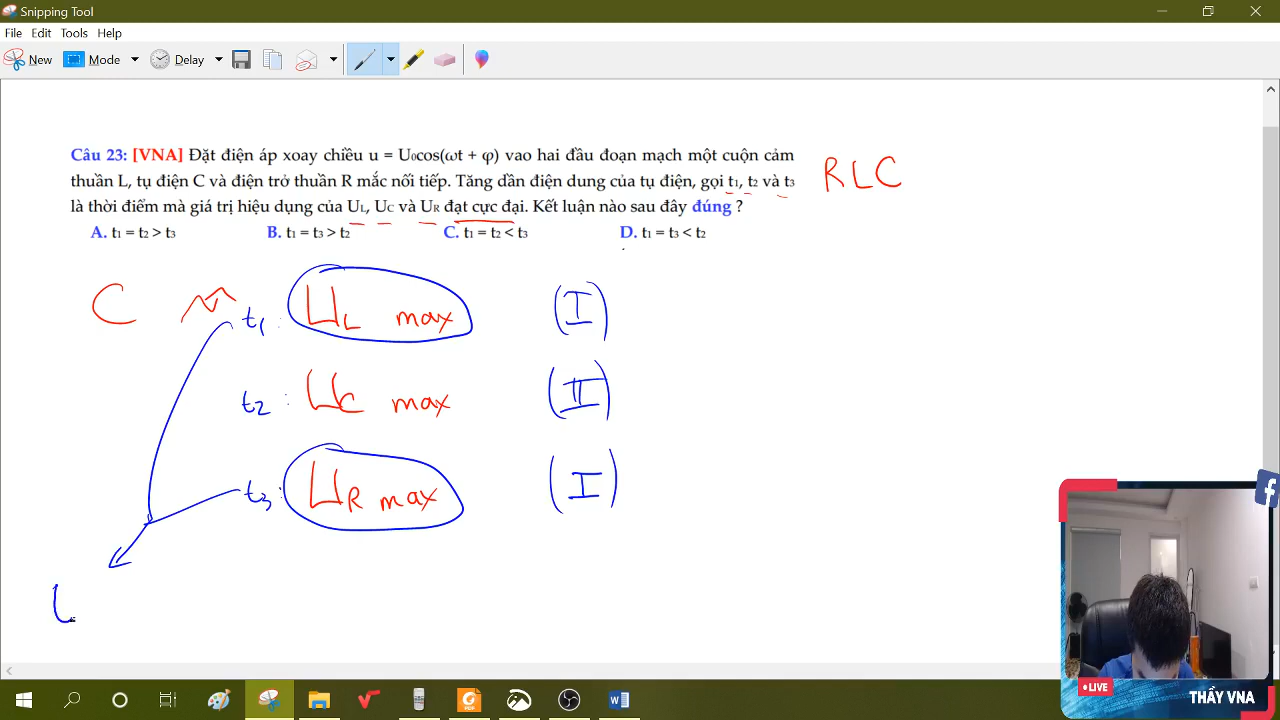 Snipping Tool
File Edit Tools Help
New Mode Delay
Câu 23: [VNA] Đặt điện áp xoay chiều u = U₀cos(ωt + φ) vao hai đầu đoạn mạch một cuộn cảm
thuần L, tụ điện C và điện trở thuần R mắc nối tiếp. Tăng dần điện dung của tụ điện, gọi t₁, t₂ và t₃
là thời điểm mà giá trị hiệu dụng của U_L, U_C và U_R đạt cực đại. Kết luận nào sau đây đúng ?
A. t₁ = t₂ > t₃ B. t₁ = t₃ > t₂ C. t₁ = t₂ < t₃ D. t₁ = t₃ < t₂
R L C
C t₁ : U_L max (I)
t₂ : U_C max (II)
t₃ : U_R max (I)
LIVE THẦY VNA